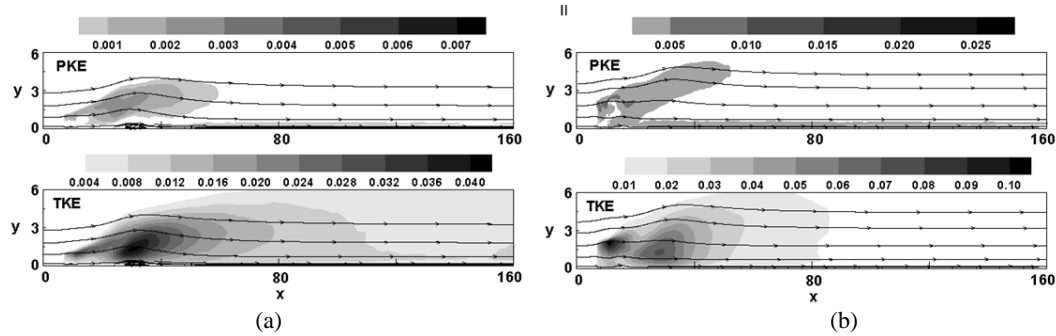 0.001 0.002 0.003 0.004 0.005 0.006 0.007
6 PKE
y 3
0
0 80 160
0.004 0.008 0.012 0.016 0.020 0.024 0.028 0.032 0.036 0.040
6 TKE
y 3
0
0 80 160
x
(a)
II
0.005 0.010 0.015 0.020 0.025
6 PKE
y 3
0
0 80 160
0.01 0.02 0.03 0.04 0.05 0.06 0.07 0.08 0.09 0.10
6 TKE
y 3
0
0 80 160
x
(b)